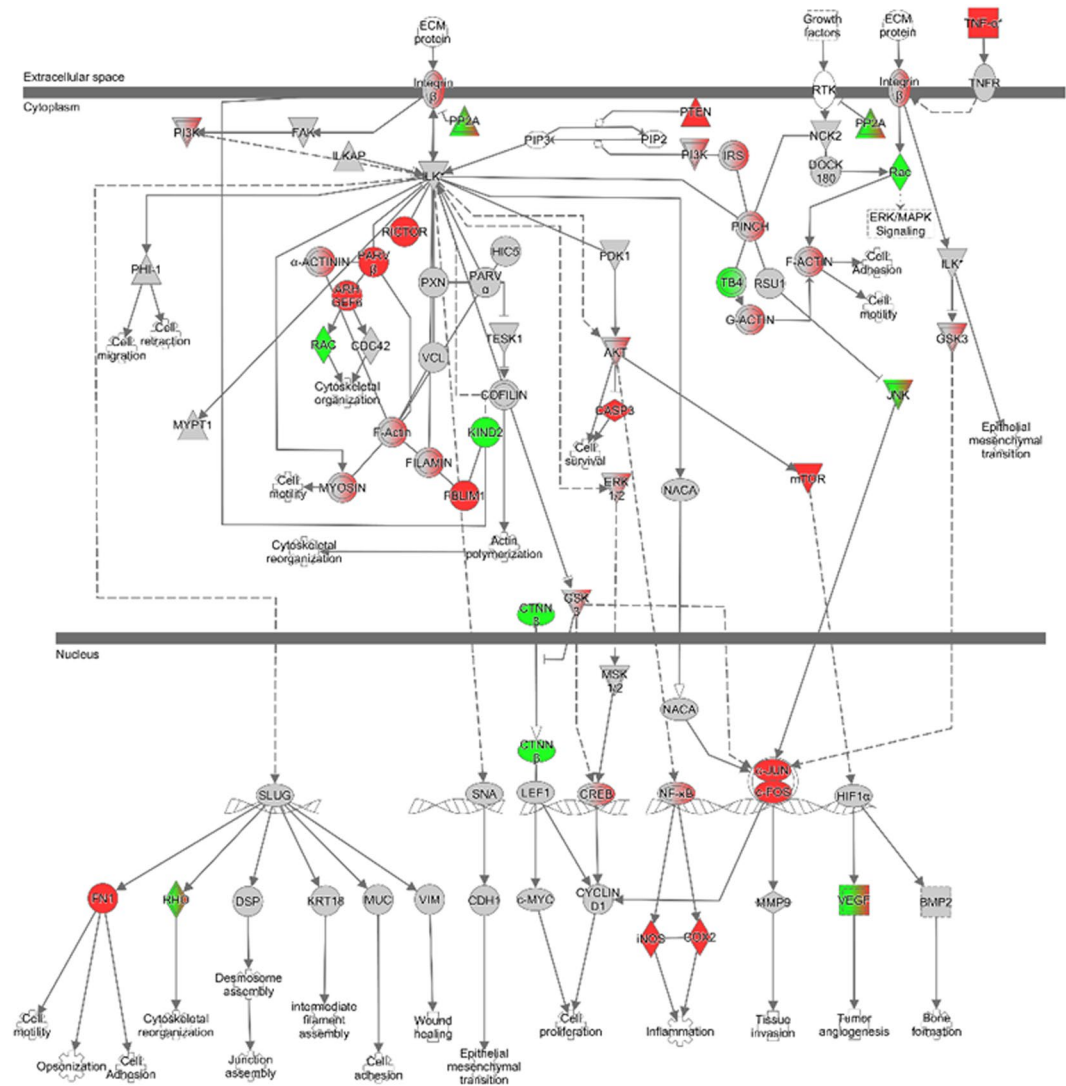 ECM
protein
Growth
factors
ECM
protein
TNF-α*
Extracellular space
Cytoplasm
Integrin
β
RTK
Integrin
β
TNFR
PP2A
PI3K
FAK
ILKAP
ILK*
PIP3
PIP2
PTEN
PI3K
IRS
NCK2
PP2A
DOCK
180
Rac
ERK/MAPK
Signaling
RICTOR
PINCH
α-ACTININ
PARV
β
HIC5
PDK1
F-ACTIN
Cell
Adhesion
ILK*
PHI-1
ARH
GEF6
PXN
PARV
α
TB4
RSU1
Cell
motility
G-ACTIN
Cell
migration
Cell
retraction
RAC
CDC42
VCL
TESK1
AKT
GSK3
Cytoskeletal
organization
COFILIN
CASP3
JNK
MYPT1
F-Actin
KIND2
Cell
survival
Epithelial
mesenchymal
transition
FILAMIN
Cell
motility
MYOSIN
FBLIM1
ERK
1/2
NACA
mTOR
Cytoskeletal
reorganization
Actin
polymerization
CTNN
β
GSK
3
Nucleus
MSK
1/2
NACA
CTNN
β
c-JUN
c-FOS
SLUG
SNA
LEF1
CREB
NF-κB
HIF1α
FN1
RHO
DSP
KRT18
MUC
VIM
CDH1
c-MYC
CYCLIN
D1
MMP9
VEGF
BMP2
iNOS
COX2
Desmosome
assembly
Cell
motility
Cytoskeletal
reorganization
intermediate
filament
assembly
Wound
healing
Cell
proliferation
Inflammation
Tissue
invasion
Tumor
angiogenesis
Bone
formation
Opsonization
Cell
Adhesion
Junction
assembly
Cell
adhesion
Epithelial
mesenchymal
transition